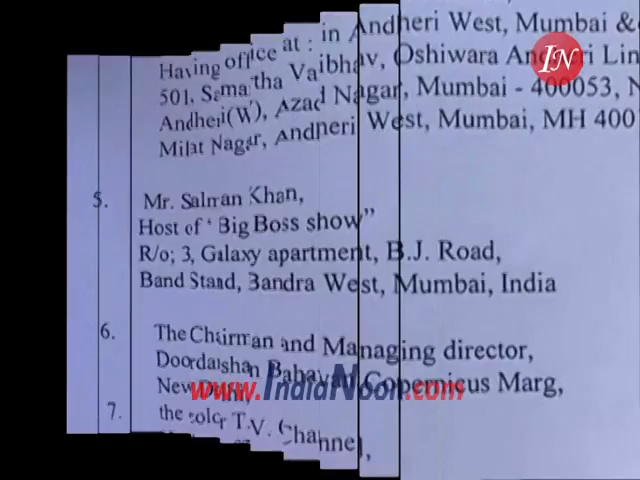 Having office at : in Andheri West, Mumbai &
501, Samartha Vaibhav, Oshiwara Andheri Lin
Andheri(W), Azad Nagar, Mumbai - 400053, N
Milat Nagar, Andheri West, Mumbai, MH 400
IN
5. Mr. Salman Khan,
Host of ‘ Big Boss show”
R/o; 3, Galaxy apartment, B.J. Road,
Band Stand, Bandra West, Mumbai, India
6. The Chairman and Managing director,
Doordarshan Bahavan Copernicus Marg,
New Delhi,
www.IndiaNoon.com
7. the color T.V. Channel,